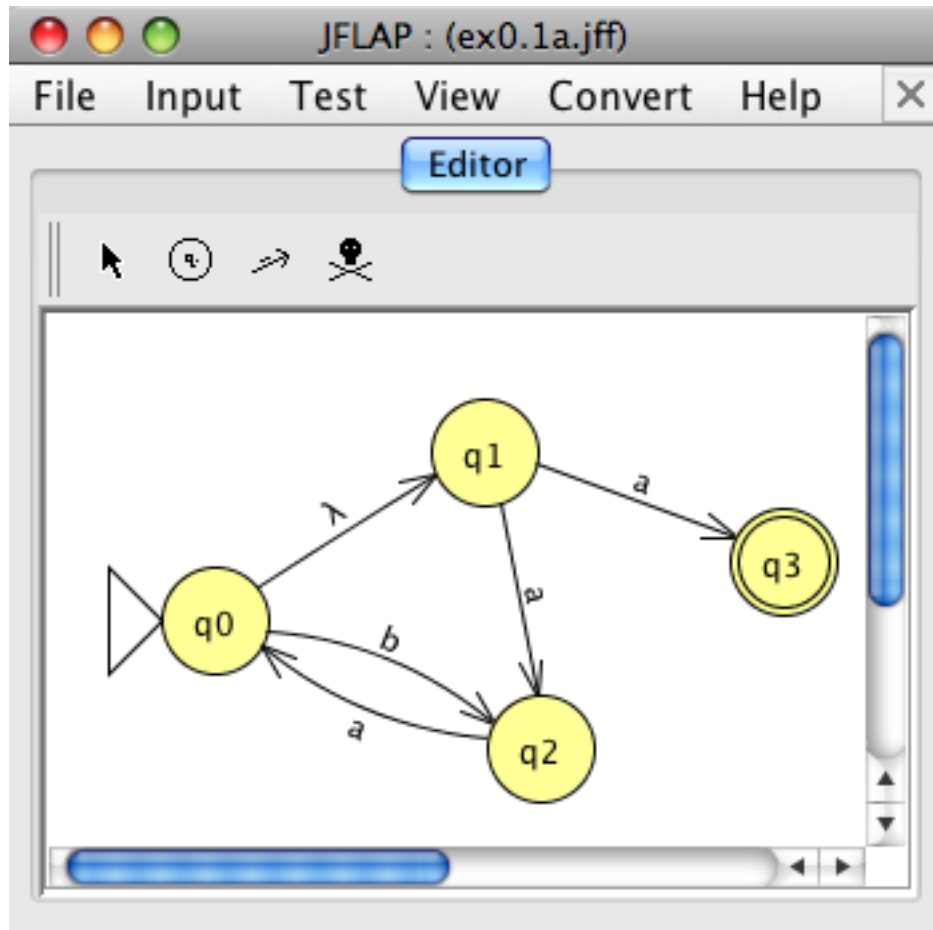 JFLAP : (ex0.1a.jff)
File Input Test View Convert Help
Editor
q
q1
a
λ
q3
q0
a
b
a
q2